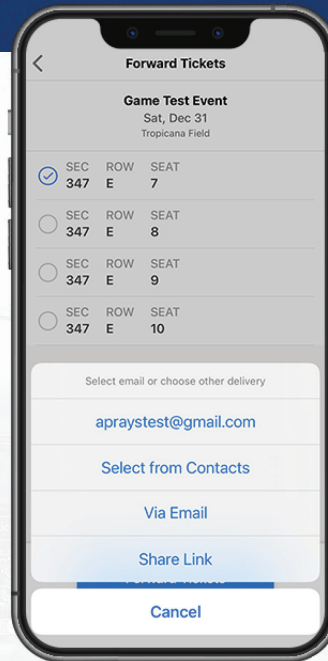 Forward Tickets
Game Test Event
Sat, Dec 31
Tropicana Field
SEC ROW SEAT
347 E 7
SEC ROW SEAT
347 E 8
SEC ROW SEAT
347 E 9
SEC ROW SEAT
347 E 10
Select email or choose other delivery
apraystest@gmail.com
Select from Contacts
Via Email
Share Link
Forward Tickets
Cancel